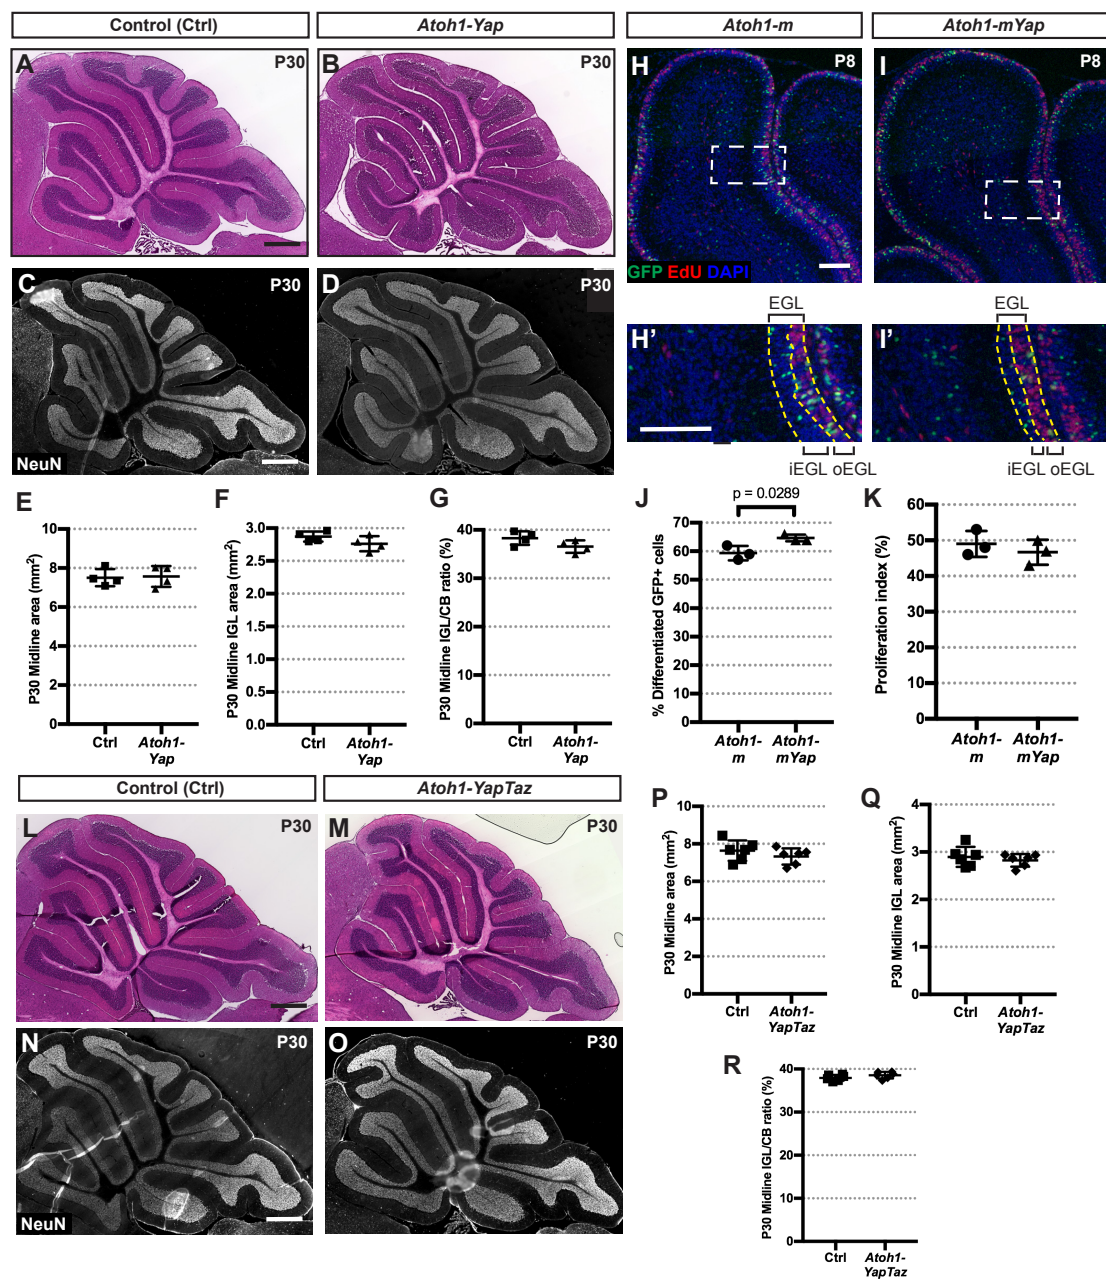 Control (Ctrl)
Atoh1-Yap
Atoh1-m
Atoh1-mYap
A
P30
B
P30
H
P8
I
P8
GFP EdU DAPI
C
P30
D
P30
NeuN
EGL
EGL
H'
I'
iEGL oEGL
iEGL oEGL
E
P30 Midline area (mm²)
10
8
6
4
2
0
Ctrl
Atoh1-
Yap
F
P30 Midline IGL area (mm²)
3.0
2.5
2.0
1.5
1.0
0.5
0.0
Ctrl
Atoh1-
Yap
G
P30 Midline IGL/CB ratio (%)
40
30
20
10
0
Ctrl
Atoh1-
Yap
J
p = 0.0289
% Differentiated GFP+ cells
70
60
50
40
30
20
10
0
Atoh1-
m
Atoh1-
mYap
K
Proliferation index (%)
60
50
40
30
20
10
0
Atoh1-
m
Atoh1-
mYap
Control (Ctrl)
Atoh1-YapTaz
L
P30
M
P30
N
P30
O
P30
NeuN
P
P30 Midline area (mm²)
10
8
6
4
2
0
Ctrl
Atoh1-
YapTaz
Q
P30 Midline IGL area (mm²)
4
3
2
1
0
Ctrl
Atoh1-
YapTaz
R
P30 Midline IGL/CB ratio (%)
40
30
20
10
0
Ctrl
Atoh1-
YapTaz